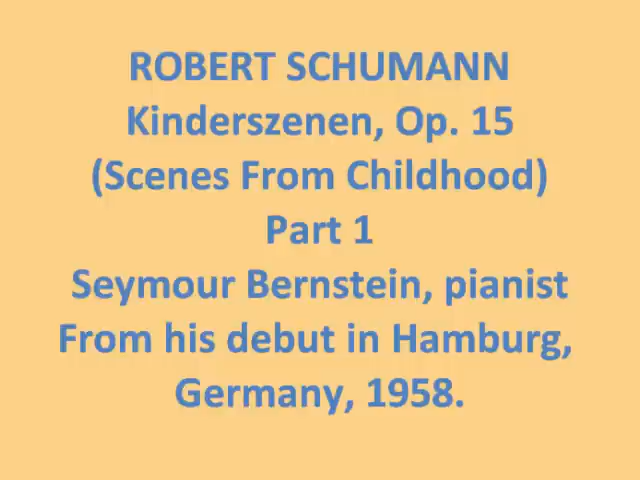 ROBERT SCHUMANN
Kinderszenen, Op. 15
(Scenes From Childhood)
Part 1
Seymour Bernstein, pianist
From his debut in Hamburg,
Germany, 1958.